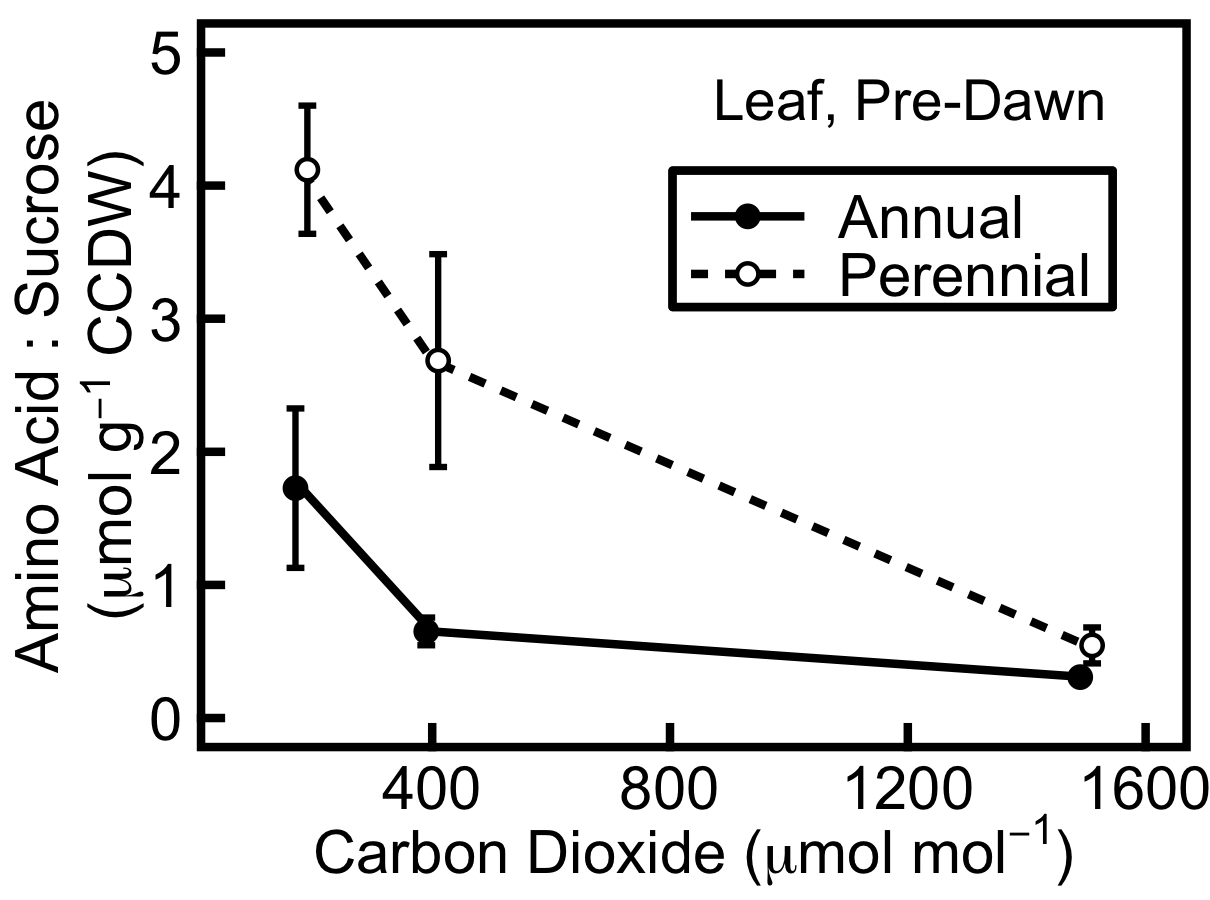 Amino Acid : Sucrose
(μmol g⁻¹ CCDW)
5
4
3
2
1
0
Leaf, Pre-Dawn
Annual
Perennial
400 800 1200 1600
Carbon Dioxide (μmol mol⁻¹)